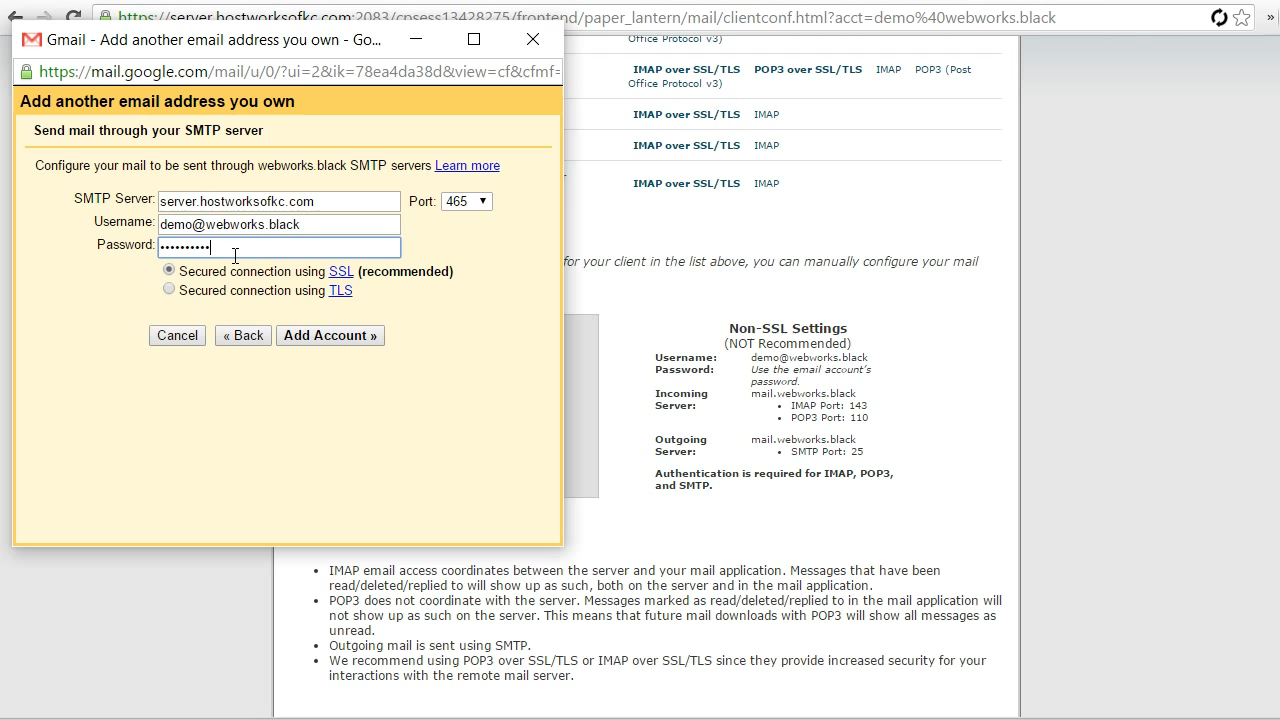 https://server.hostworksofkc.com:2083/cpsess13428275/frontend/paper_lantern/mail/clientconf.html?acct=demo%40webworks.black
»
Gmail - Add another email address you own - Go...
https://mail.google.com/mail/u/0/?ui=2&ik=78ea4da38d&view=cf&cfmf=
Add another email address you own
Send mail through your SMTP server
Configure your mail to be sent through webworks.black SMTP servers Learn more
SMTP Server: server.hostworksofkc.com Port: 465
Username: demo@webworks.black
Password: ••••••••••
Secured connection using SSL (recommended)
Secured connection using TLS
Cancel « Back Add Account »
Office Protocol v3)
IMAP over SSL/TLS POP3 over SSL/TLS IMAP POP3 (Post
Office Protocol v3)
IMAP over SSL/TLS IMAP
IMAP over SSL/TLS IMAP
IMAP over SSL/TLS IMAP
for your client in the list above, you can manually configure your mail
Non-SSL Settings
(NOT Recommended)
Username: demo@webworks.black
Password: Use the email account's
password.
Incoming mail.webworks.black
Server: • IMAP Port: 143
• POP3 Port: 110
Outgoing mail.webworks.black
Server: • SMTP Port: 25
Authentication is required for IMAP, POP3,
and SMTP.
• IMAP email access coordinates between the server and your mail application. Messages that have been
read/deleted/replied to will show up as such, both on the server and in the mail application.
• POP3 does not coordinate with the server. Messages marked as read/deleted/replied to in the mail application will
not show up as such on the server. This means that future mail downloads with POP3 will show all messages as
unread.
• Outgoing mail is sent using SMTP.
• We recommend using POP3 over SSL/TLS or IMAP over SSL/TLS since they provide increased security for your
interactions with the remote mail server.